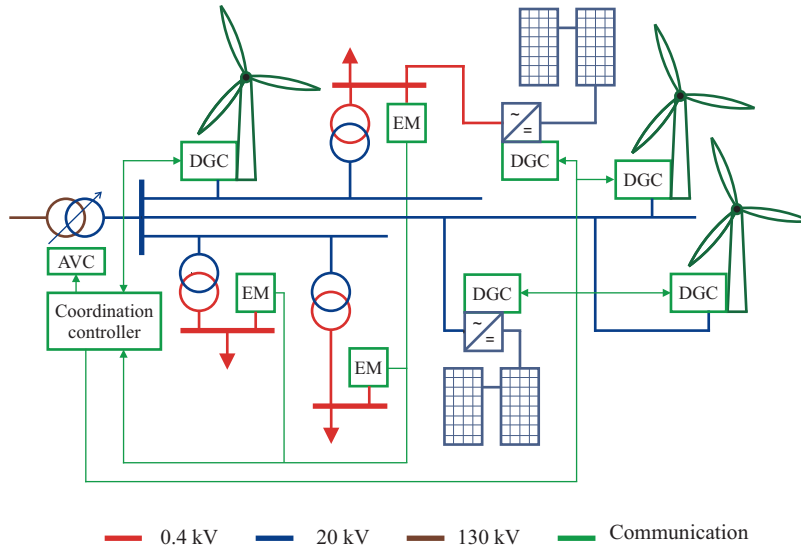 EM
~
=
DGC
DGC
DGC
AVC
EM
DGC
DGC
Coordination
controller
~
=
EM
0.4 kV
20 kV
130 kV
Communication